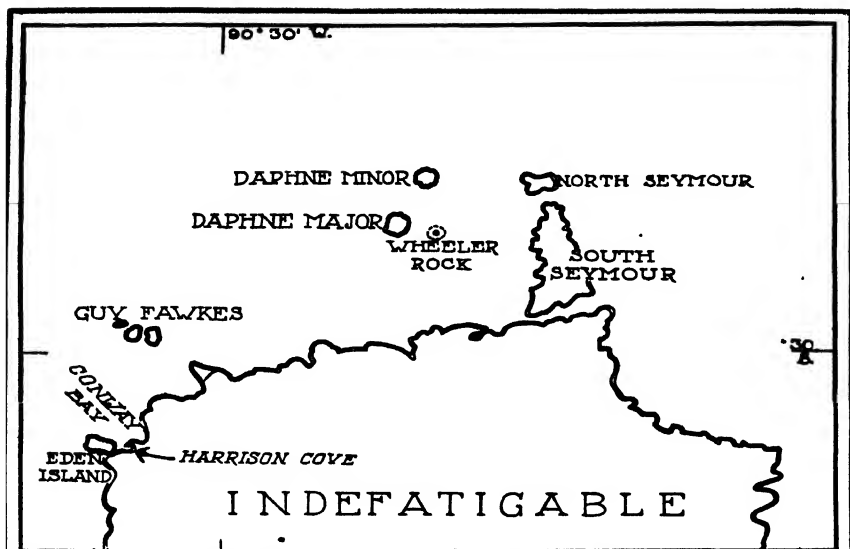 90° 30' W.
DAPHNE MINOR
NORTH SEYMOUR
DAPHNE MAJOR
WHEELER
ROCK
SOUTH
SEYMOUR
GUY FAWKES
30
CONWAY
BAY
EDEN
ISLAND
HARRISON COVE
INDEFATIGABLE